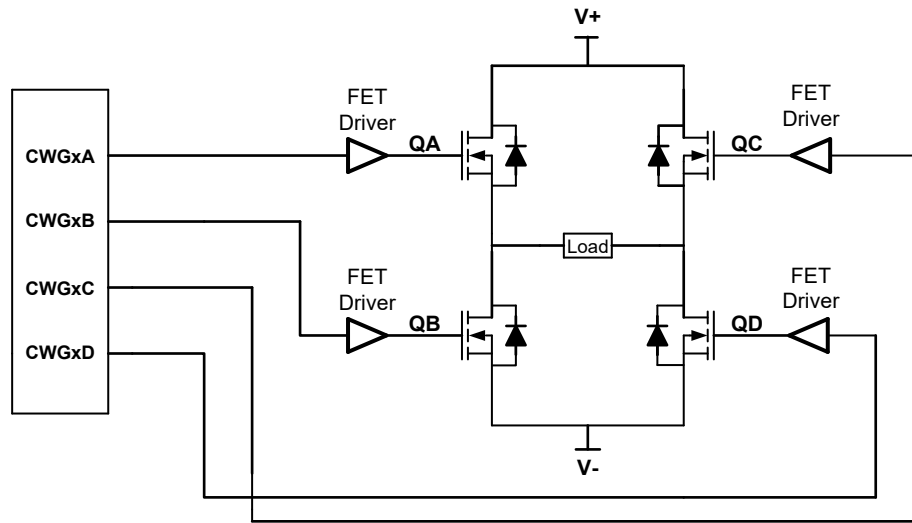 V+
FET
Driver
FET
Driver
CWGxA
QA
QC
CWGxB
Load
CWGxC
FET
Driver
FET
Driver
QB
QD
CWGxD
V-